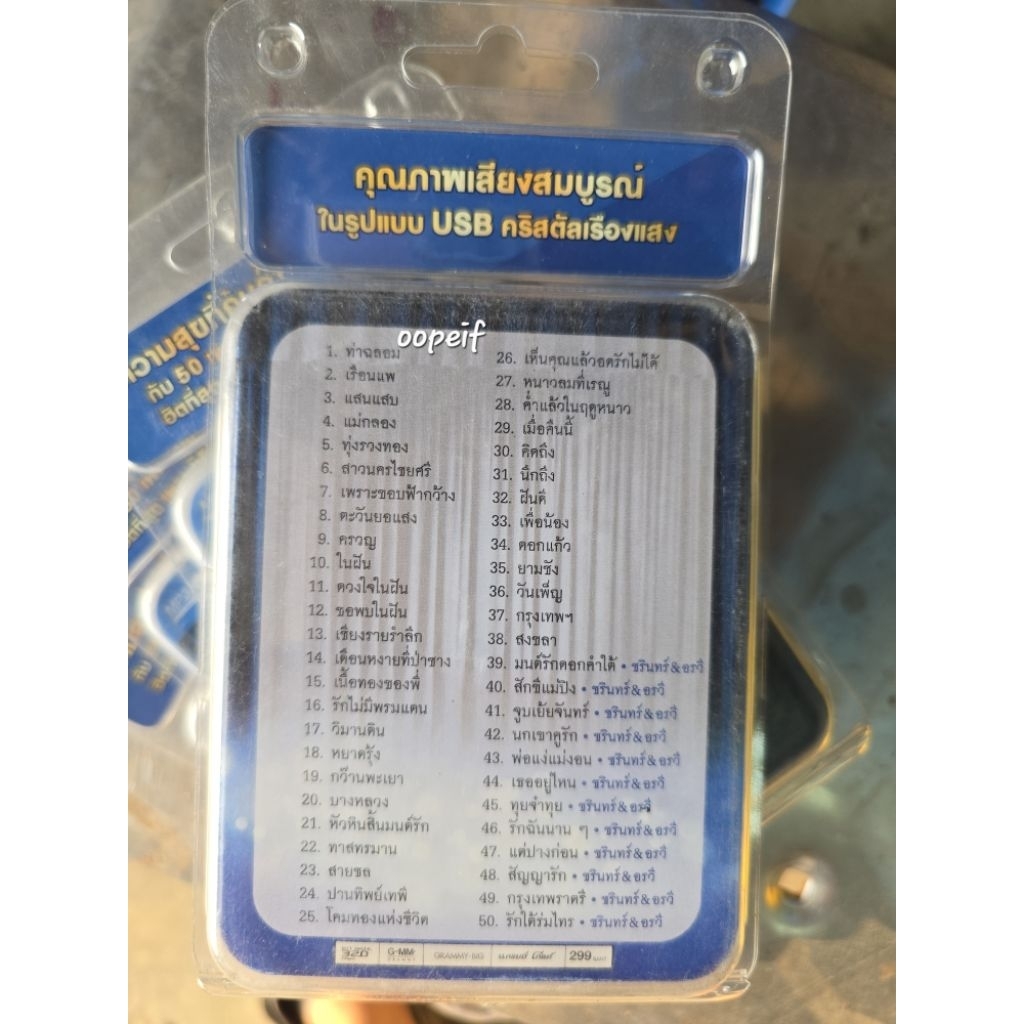 คุณภาพเสียงสมบูรณ์
ในรูปแบบ USB คริสตัลเรืองแสง
oopeif
1. ท่าฉลอม
2. เรือนแพ
3. แสนแสบ
4. แม่กลอง
5. ทุ่งรวงทอง
6. สาวนครไชยศรี
7. เพราะขอบฟ้ากว้าง
8. ตะวันยอแสง
9. ครวญ
10. ในฝัน
11. ดวงใจในฝัน
12. ขอพบในฝัน
13. เชียงรายรำลึก
14. เดือนหงายที่ป่าซาง
15. เนื้อทองของพี่
16. รักไม่มีพรมแดน
17. วิมานดิน
18. หยาดรุ้ง
19. กว๊านพะเยา
20. บางหลวง
21. หัวหินสิ้นมนต์รัก
22. ทาสทรมาน
23. สายชล
24. ปานทิพย์เทพี
25. โคมทองแห่งชีวิต
26. เห็นคุณแล้วอดรักไม่ได้
27. หนาวลมที่เรณู
28. ค่ำแล้วในฤดูหนาว
29. เมื่อคืนนี้
30. คิดถึง
31. นึกถึง
32. ฝันดี
33. เพื่อน้อง
34. ดอกแก้ว
35. ยามชัง
36. วันเพ็ญ
37. กรุงเทพฯ
38. สงขลา
39. มนต์รักดอกคำใต้ • ชรินทร์&อรวี
40. สักขีแม่ปิง • ชรินทร์&อรวี
41. จูบเย้ยจันทร์ • ชรินทร์&อรวี
42. นกเขาคูรัก • ชรินทร์&อรวี
43. พ่อแง่แม่งอน • ชรินทร์&อรวี
44. เธออยู่ไหน • ชรินทร์&อรวี
45. ทุยจ๋าทุย • ชรินทร์&อรวี
46. รักฉันนาน ๆ • ชรินทร์&อรวี
47. แต่ปางก่อน • ชรินทร์&อรวี
48. สัญญารัก • ชรินทร์&อรวี
49. กรุงเทพราตรี • ชรินทร์&อรวี
50. รักใต้ร่มไทร • ชรินทร์&อรวี
320 G-MM GRAMMY BIG 299 บาท
กับ 50